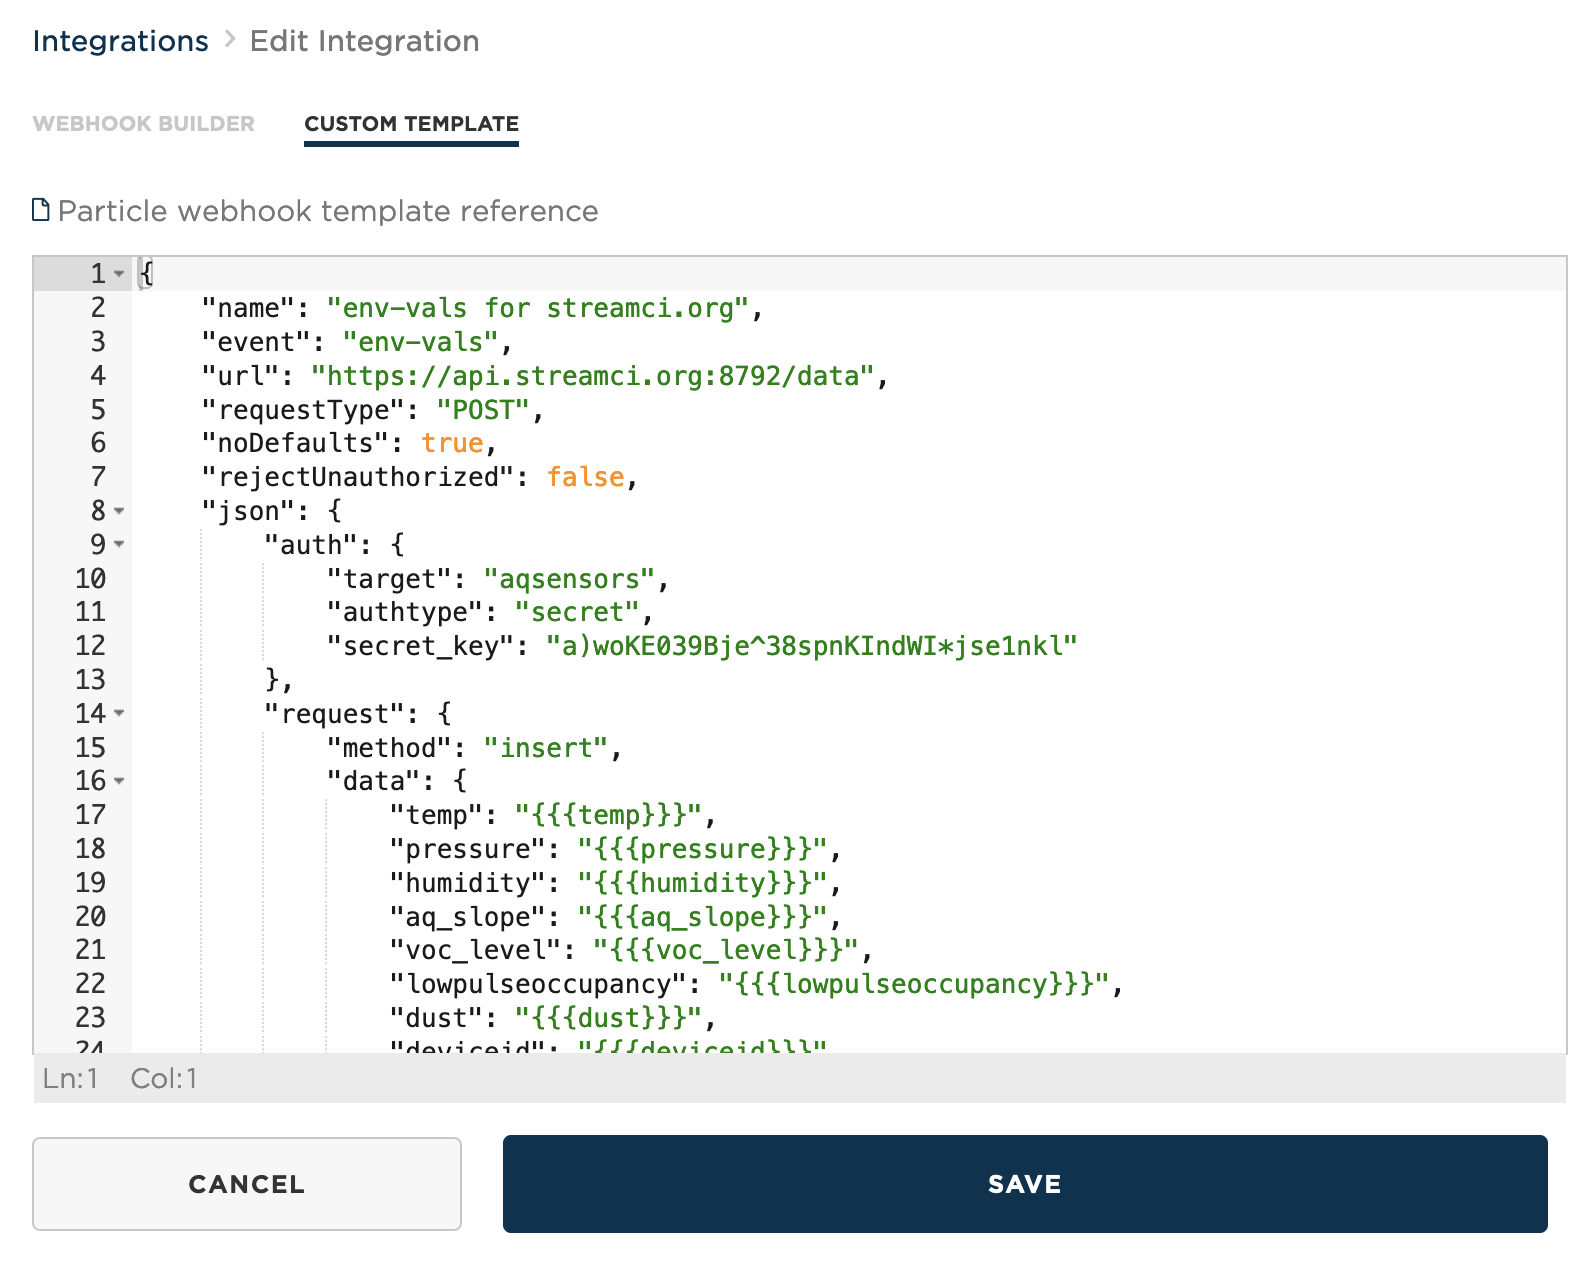 Integrations > Edit Integration
WEBHOOK BUILDER CUSTOM TEMPLATE
Particle webhook template reference
1 {
2 "name": "env-vals for streamci.org",
3 "event": "env-vals",
4 "url": "https://api.streamci.org:8792/data",
5 "requestType": "POST",
6 "noDefaults": true,
7 "rejectUnauthorized": false,
8 "json": {
9 "auth": {
10 "target": "aqsensors",
11 "authtype": "secret",
12 "secret_key": "a)woKE039Bje^38spnKIndWI*jse1nkl"
13 },
14 "request": {
15 "method": "insert",
16 "data": {
17 "temp": "{{{temp}}}",
18 "pressure": "{{{pressure}}}",
19 "humidity": "{{{humidity}}}",
20 "aq_slope": "{{{aq_slope}}}",
21 "voc_level": "{{{voc_level}}}",
22 "lowpulseoccupancy": "{{{lowpulseoccupancy}}}",
23 "dust": "{{{dust}}}",
24 "deviceid": "{{{deviceid}}}"
Ln:1 Col:1
CANCEL SAVE